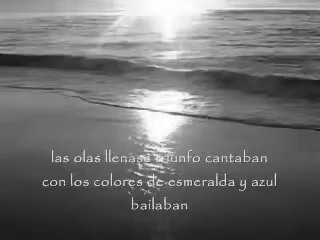 las olas llenas triunfo cantaban
con los colores de esmeralda y azul
bailaban